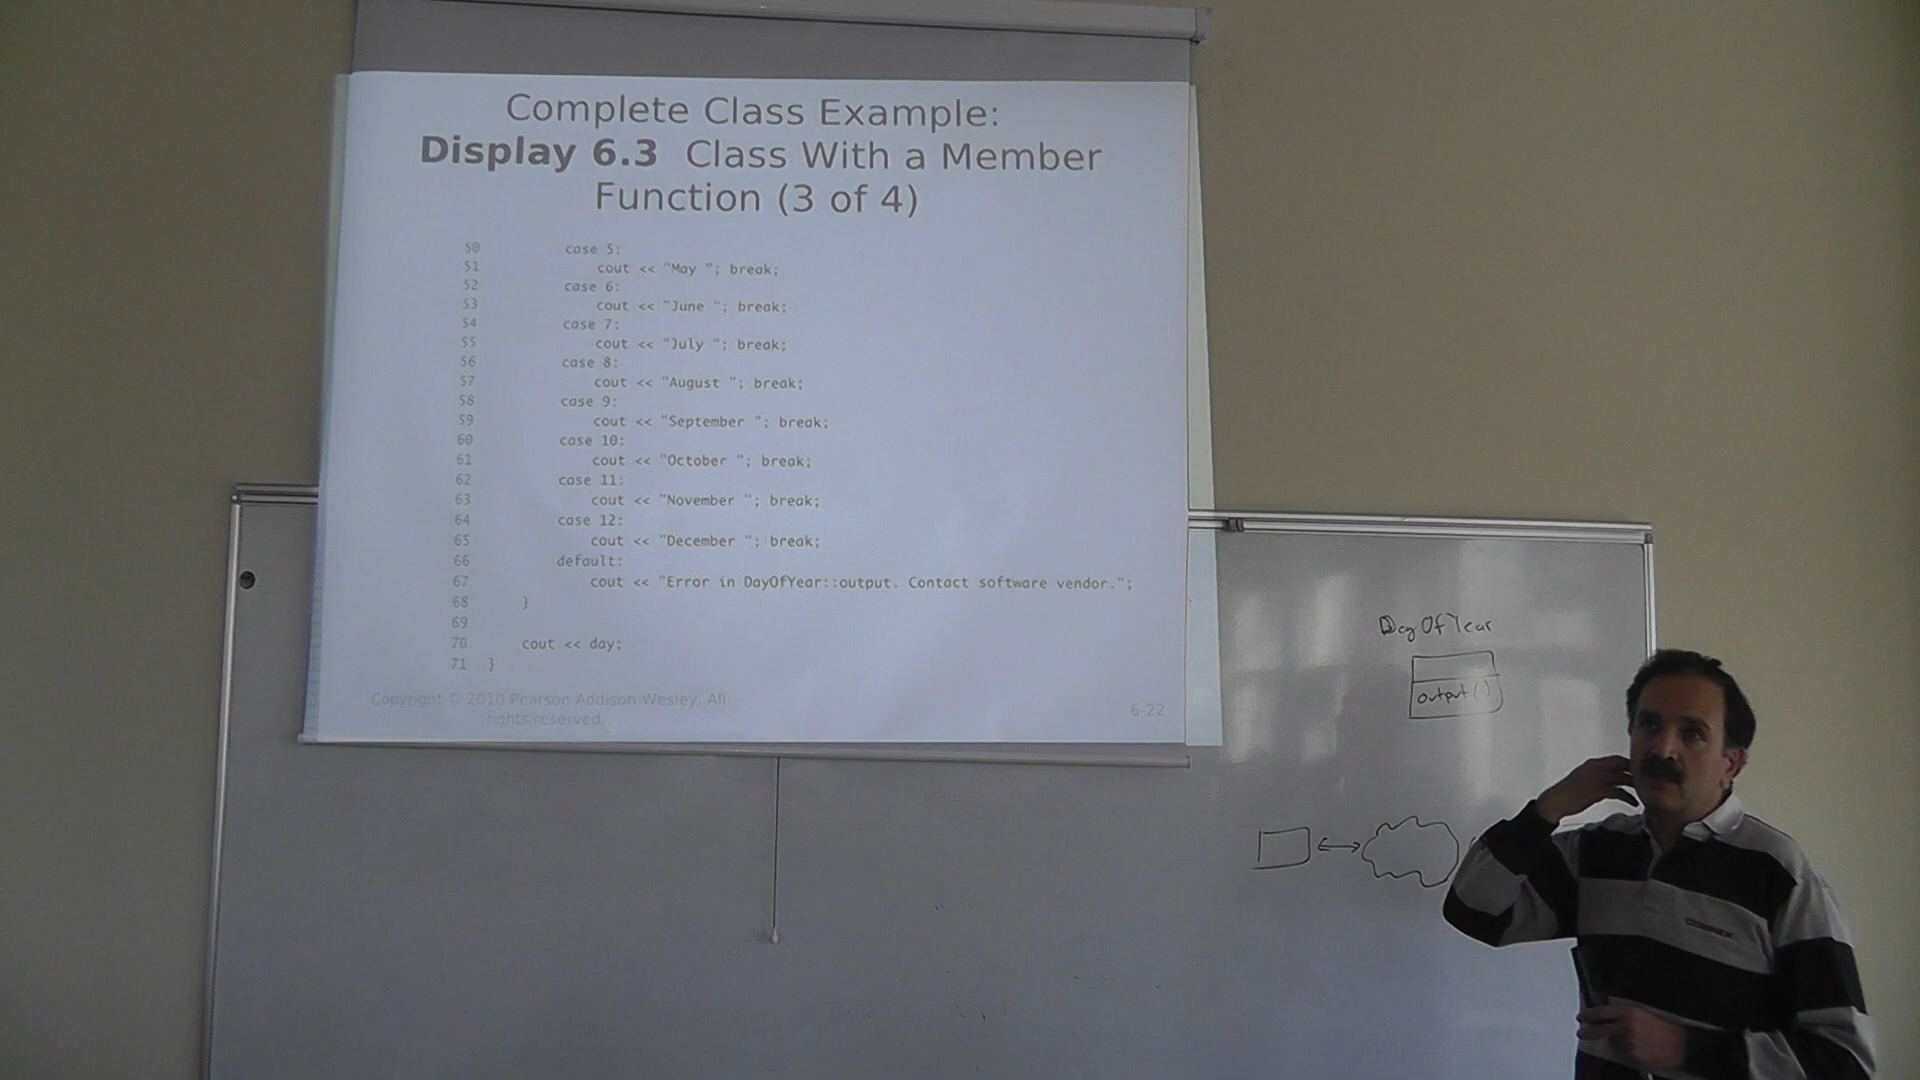 Complete Class Example:
Display 6.3 Class With a Member
Function (3 of 4)
50 case 5:
51 cout << "May "; break;
52 case 6:
53 cout << "June "; break;
54 case 7:
55 cout << "July "; break;
56 case 8:
57 cout << "August "; break;
58 case 9:
59 cout << "September "; break;
60 case 10:
61 cout << "October "; break;
62 case 11:
63 cout << "November "; break;
64 case 12:
65 cout << "December "; break;
66 default:
67 cout << "Error in DayOfYear::output. Contact software vendor.";
68 }
69
70 cout << day;
71 }
Copyright © 2010 Pearson Addison-Wesley. All
rights reserved.
6-22
DayOfYear
output()